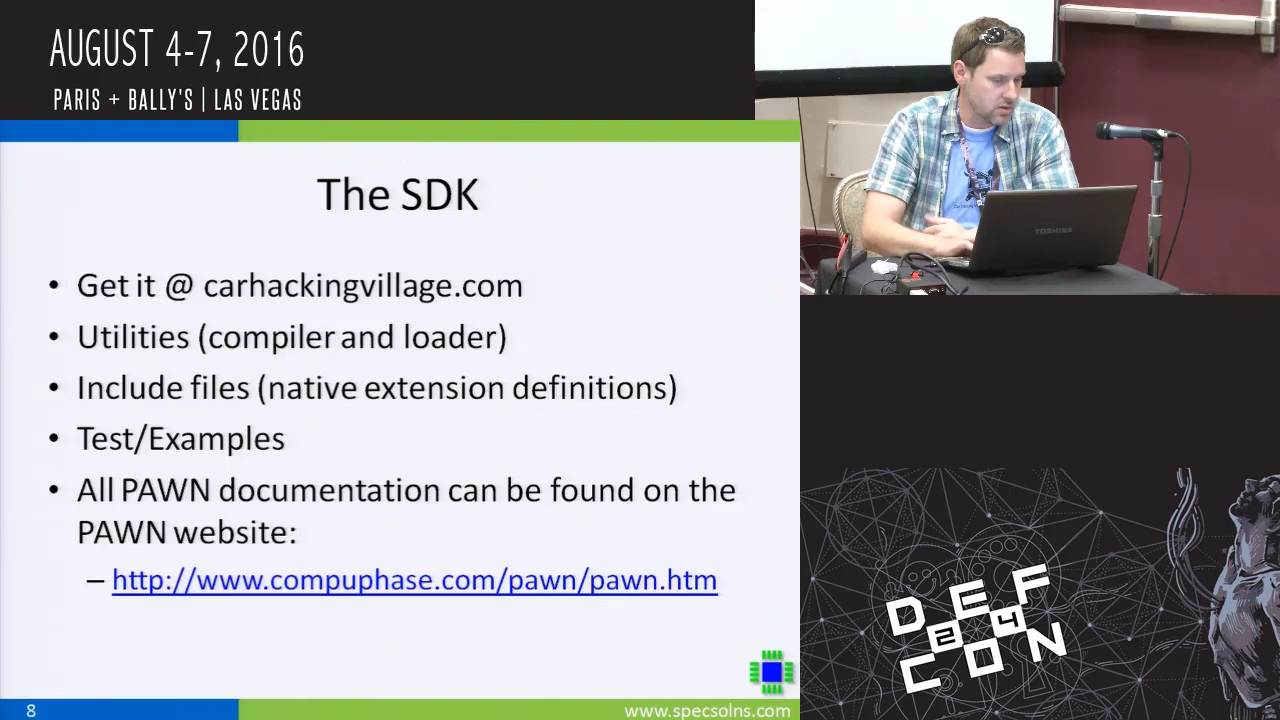 AUGUST 4-7, 2016
PARIS + BALLY'S | LAS VEGAS
The SDK
• Get it @ carhackingvillage.com
• Utilities (compiler and loader)
• Include files (native extension definitions)
• Test/Examples
• All PAWN documentation can be found on the
PAWN website:
– http://www.compuphase.com/pawn/pawn.htm
8
www.specsolns.com
TOSHIBA
DEF
24
CON